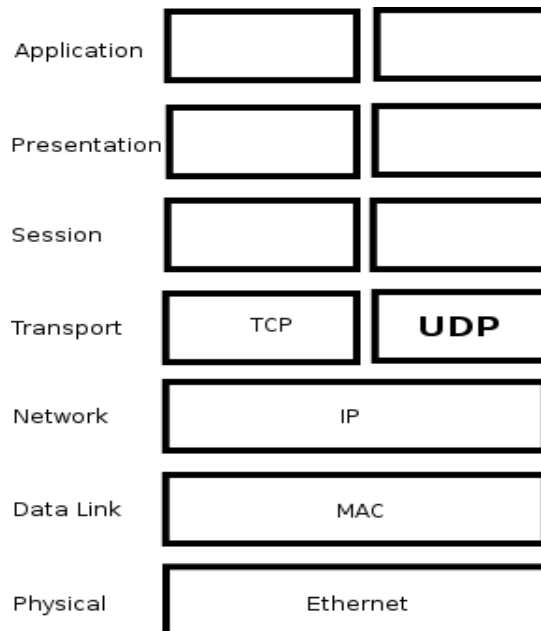 Application
Presentation
Session
Transport TCP UDP
Network IP
Data Link MAC
Physical Ethernet